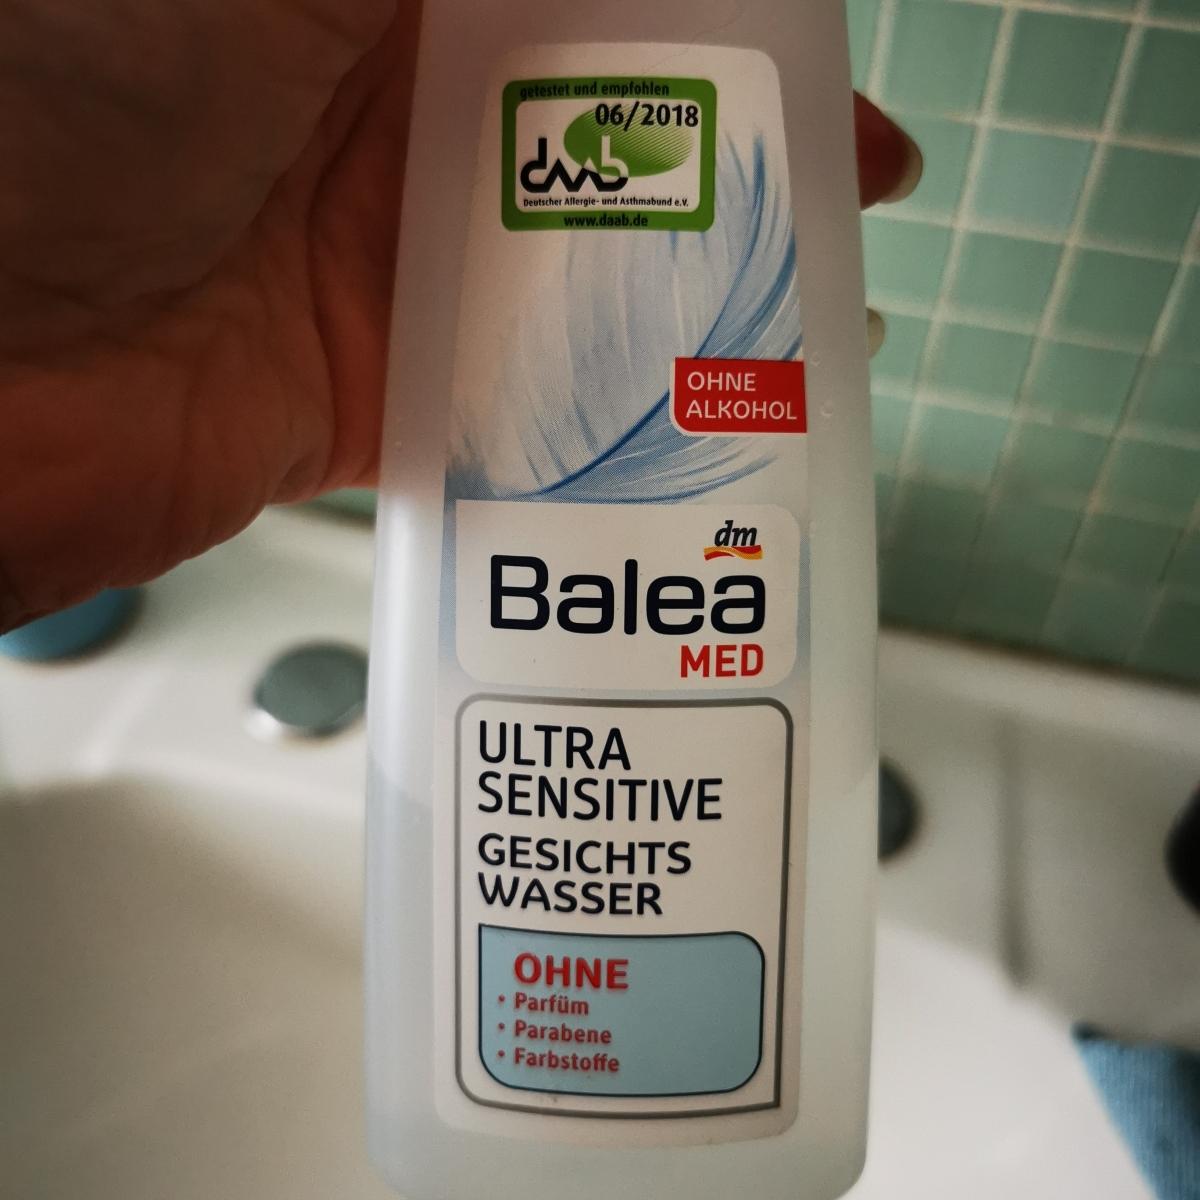 getestet und empfohlen
06/2018
daab
Deutscher Allergie- und Asthmabund e.V.
www.daab.de
OHNE
ALKOHOL
dm
Balea
MED
ULTRA
SENSITIVE
GESICHTS
WASSER
OHNE
• Parfüm
• Parabene
• Farbstoffe